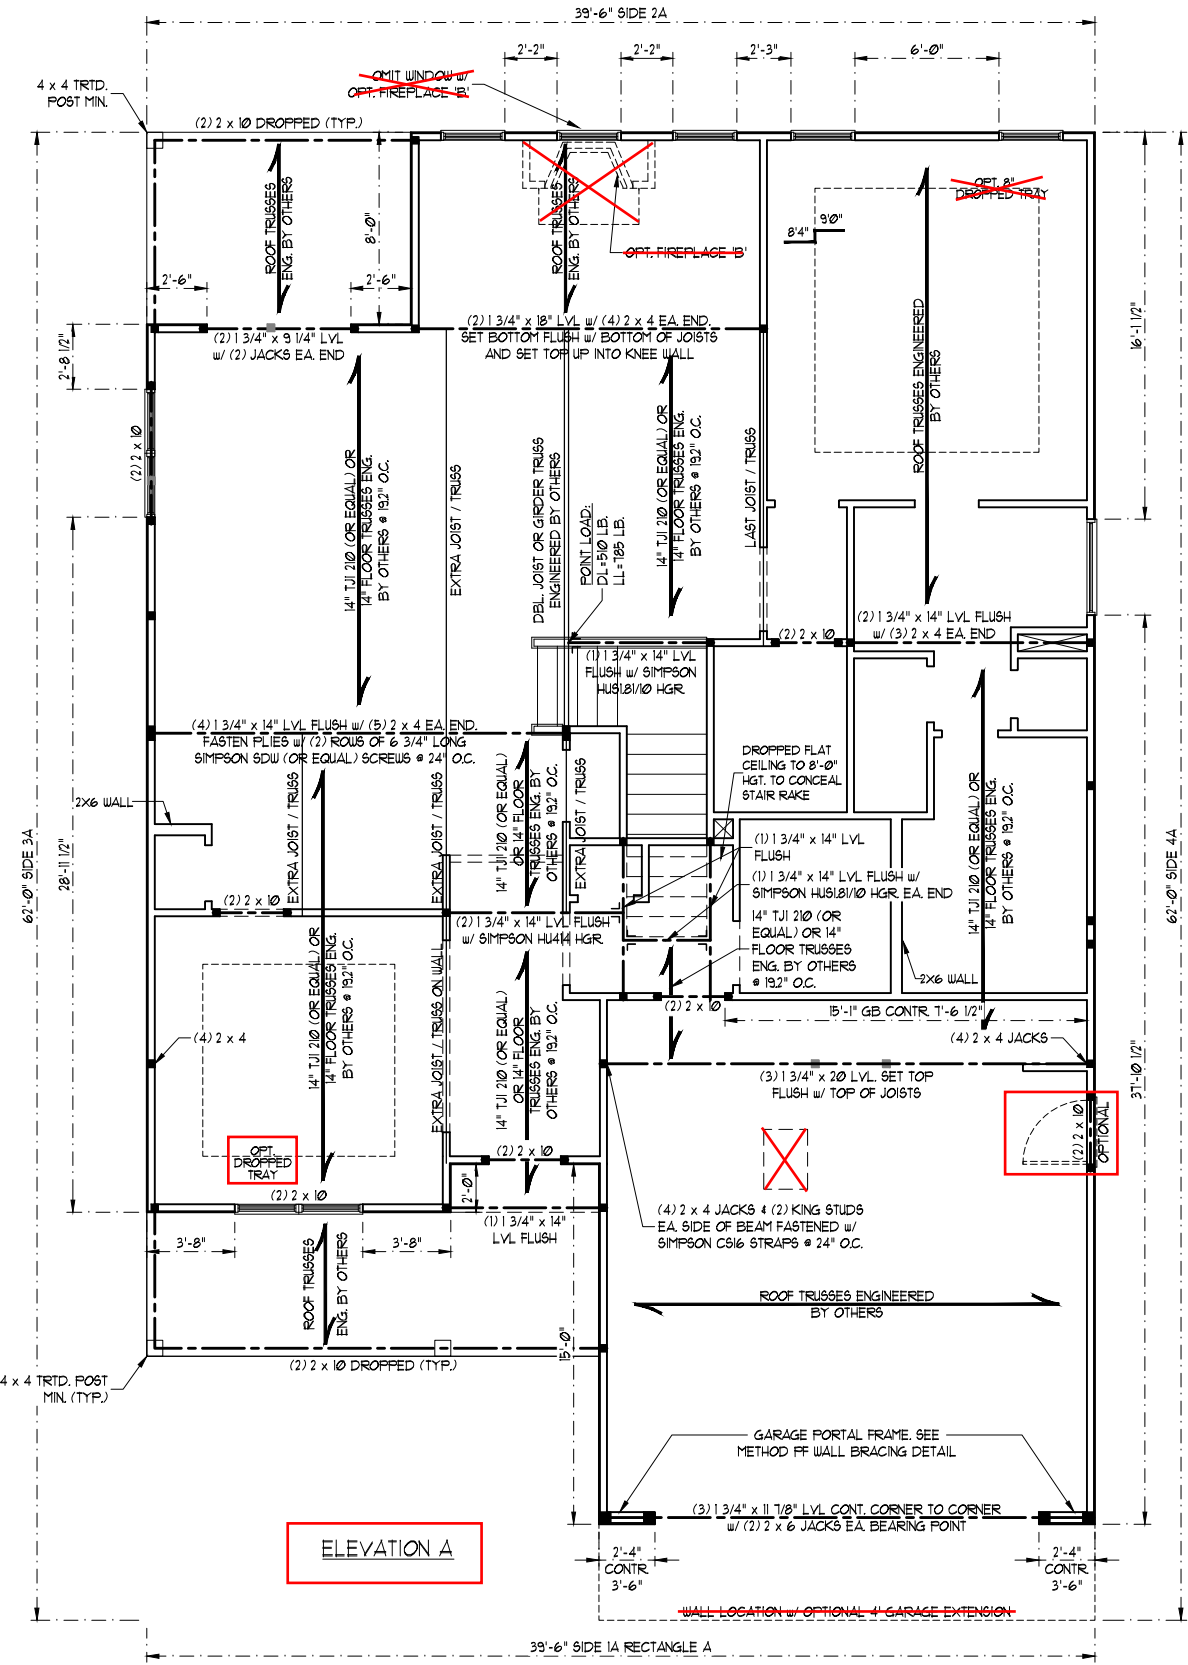 39'-6" SIDE 2A
2'-2"
2'-2"
2'-3"
6'-0"
4 x 4 TRTD.
POST MIN.
OMIT WINDOW w/
OPT. FIREPLACE 'B'
(2) 2 x 10 DROPPED (TYP.)
ROOF TRUSSES
ENG. BY OTHERS
8'-0"
ROOF TRUSSES
ENG. BY OTHERS
OPT. FIREPLACE 'B'
OPT. 8"
DROPPED TRAY
9'0"
8'4"
2'-6"
2'-6"
(2) 1 3/4" x 9 1/4" LVL
w/ (2) JACKS EA. END
(2) 1 3/4" x 18" LVL w/ (4) 2 x 4 EA. END.
SET BOTTOM FLUSH w/ BOTTOM OF JOISTS
AND SET TOP UP INTO KNEE WALL
ROOF TRUSSES ENGINEERED
BY OTHERS
16'-1 1/2"
2'-8 1/2"
(2) 2 x 10
14" TJI 210 (OR EQUAL) OR
14" FLOOR TRUSSES ENG.
BY OTHERS @ 19.2" O.C.
EXTRA JOIST / TRUSS
DBL. JOIST OR GIRDER TRUSS
ENGINEERED BY OTHERS
POINT LOAD:
DL=510 LB.
LL=785 LB.
14" TJI 210 (OR EQUAL) OR
14" FLOOR TRUSSES ENG.
BY OTHERS @ 19.2" O.C.
LAST JOIST / TRUSS
(2) 2 x 10
(2) 1 3/4" x 14" LVL FLUSH
w/ (3) 2 x 4 EA. END
(1) 1 3/4" x 14" LVL
FLUSH w/ SIMPSON
HUS1.81/10 HGR.
(4) 1 3/4" x 14" LVL FLUSH w/ (5) 2 x 4 EA. END.
FASTEN PLIES w/ (2) ROWS OF 6 3/4" LONG
SIMPSON SDW (OR EQUAL) SCREWS @ 24" O.C.
2X6 WALL
EXTRA JOIST / TRUSS
EXTRA JOIST / TRUSS
14" TJI 210 (OR EQUAL)
OR 14" FLOOR
TRUSSES ENG. BY
OTHERS @ 19.2" O.C.
EXTRA JOIST / TRUSS
DROPPED FLAT
CEILING TO 8'-0"
HGT. TO CONCEAL
STAIR RAKE
(1) 1 3/4" x 14" LVL
FLUSH
(1) 1 3/4" x 14" LVL FLUSH w/
SIMPSON HUS1.81/10 HGR. EA. END
14" TJI 210 (OR
EQUAL) OR 14"
FLOOR TRUSSES
ENG. BY OTHERS
@ 19.2" O.C.
14" TJI 210 (OR EQUAL) OR
14" FLOOR TRUSSES ENG.
BY OTHERS @ 19.2" O.C.
62'-0" SIDE 3A
28'-11 1/2"
62'-0" SIDE 4A
(2) 2 x 10
(2) 1 3/4" x 14" LVL FLUSH
w/ SIMPSON HU414 HGR.
2X6 WALL
(2) 2 x 10
15'-1" GB CONTR. 7'-6 1/2"
(4) 2 x 4 JACKS
(4) 2 x 4
14" TJI 210 (OR EQUAL) OR
14" FLOOR TRUSSES ENG.
BY OTHERS @ 19.2" O.C.
EXTRA JOIST / TRUSS ON WALL
14" TJI 210 (OR EQUAL)
OR 14" FLOOR
TRUSSES ENG. BY
OTHERS @ 19.2" O.C.
(3) 1 3/4" x 20 LVL. SET TOP
FLUSH w/ TOP OF JOISTS
37'-10 1/2"
(2) 2 x 10
OPTIONAL
OPT.
DROPPED
TRAY
(2) 2 x 10
(2) 2 x 10
2'-0"
(1) 1 3/4" x 14"
LVL FLUSH
(4) 2 x 4 JACKS & (2) KING STUDS
EA. SIDE OF BEAM FASTENED w/
SIMPSON CS16 STRAPS @ 24" O.C.
3'-8"
3'-8"
ROOF TRUSSES
ENG. BY OTHERS
ROOF TRUSSES ENGINEERED
BY OTHERS
15'-0"
(2) 2 x 10 DROPPED (TYP.)
4 x 4 TRTD. POST
MIN. (TYP.)
GARAGE PORTAL FRAME. SEE
METHOD PF WALL BRACING DETAIL
(3) 1 3/4" x 11 7/8" LVL CONT. CORNER TO CORNER
w/ (2) 2 x 6 JACKS EA. BEARING POINT
ELEVATION A
2'-4"
CONTR
3'-6"
2'-4"
CONTR
3'-6"
WALL LOCATION w/ OPTIONAL 4' GARAGE EXTENSION
39'-6" SIDE 1A RECTANGLE A